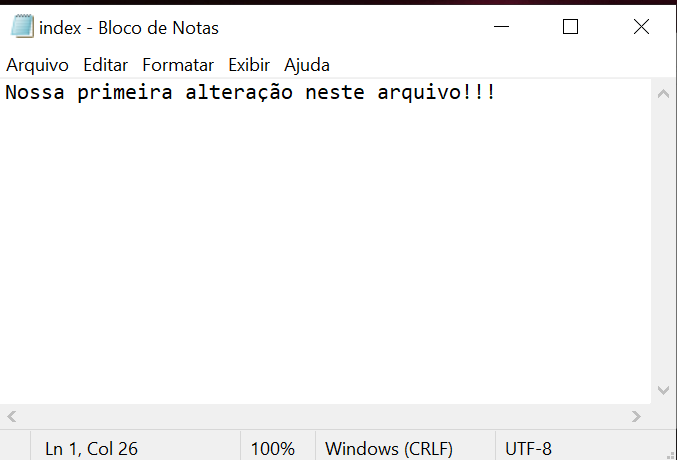 index - Bloco de Notas
Arquivo Editar Formatar Exibir Ajuda
Nossa primeira alteração neste arquivo!!!
Ln 1, Col 26 100% Windows (CRLF) UTF-8